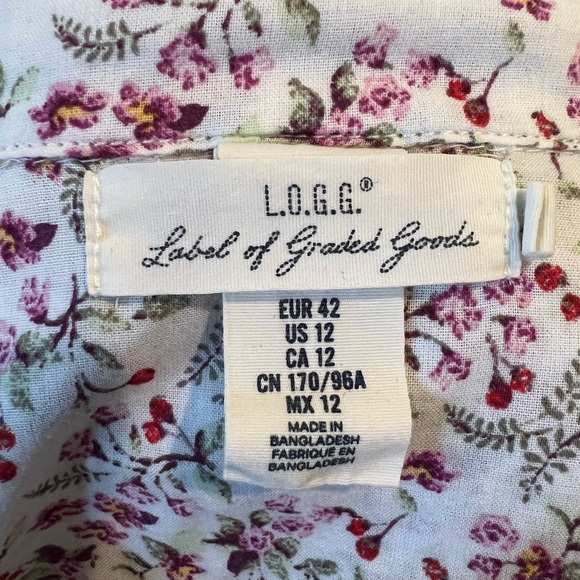 L.O.G.G.®
Label of Graded Goods
EUR 42
US 12
CA 12
CN 170/96A
MX 12
MADE IN
BANGLADESH
FABRIQUE EN
BANGLADESH